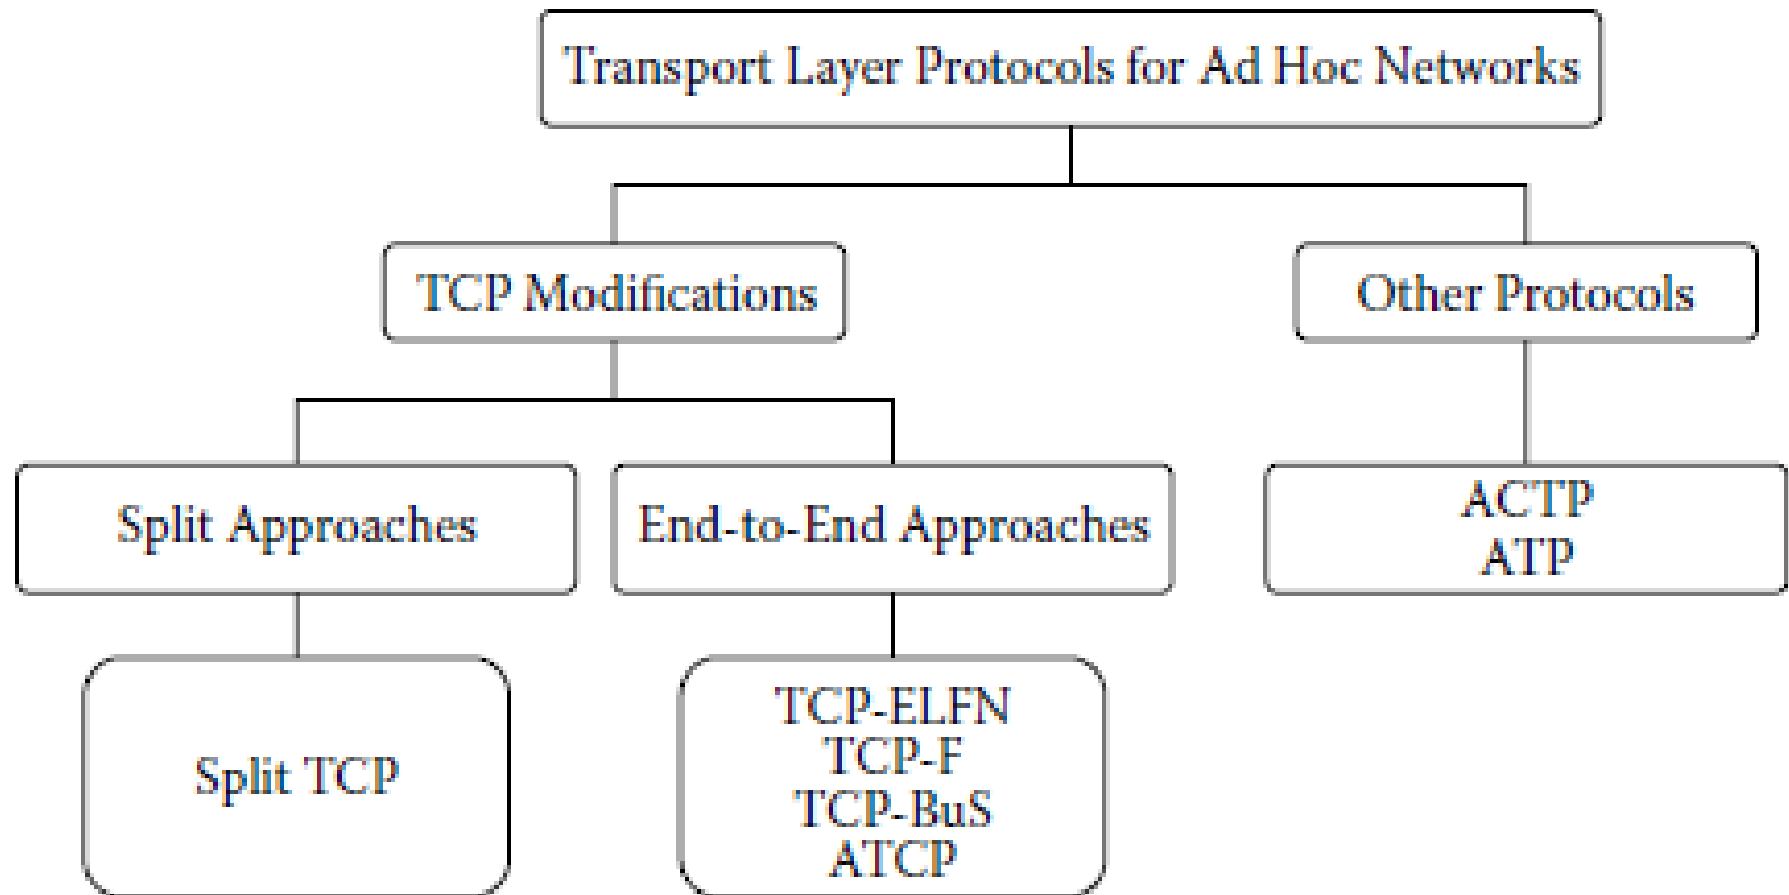 Transport Layer Protocols for Ad Hoc Networks
TCP Modifications
Other Protocols
Split Approaches
End-to-End Approaches
ACTP
ATP
Split TCP
TCP-ELFN
TCP-F
TCP-BuS
ATCP